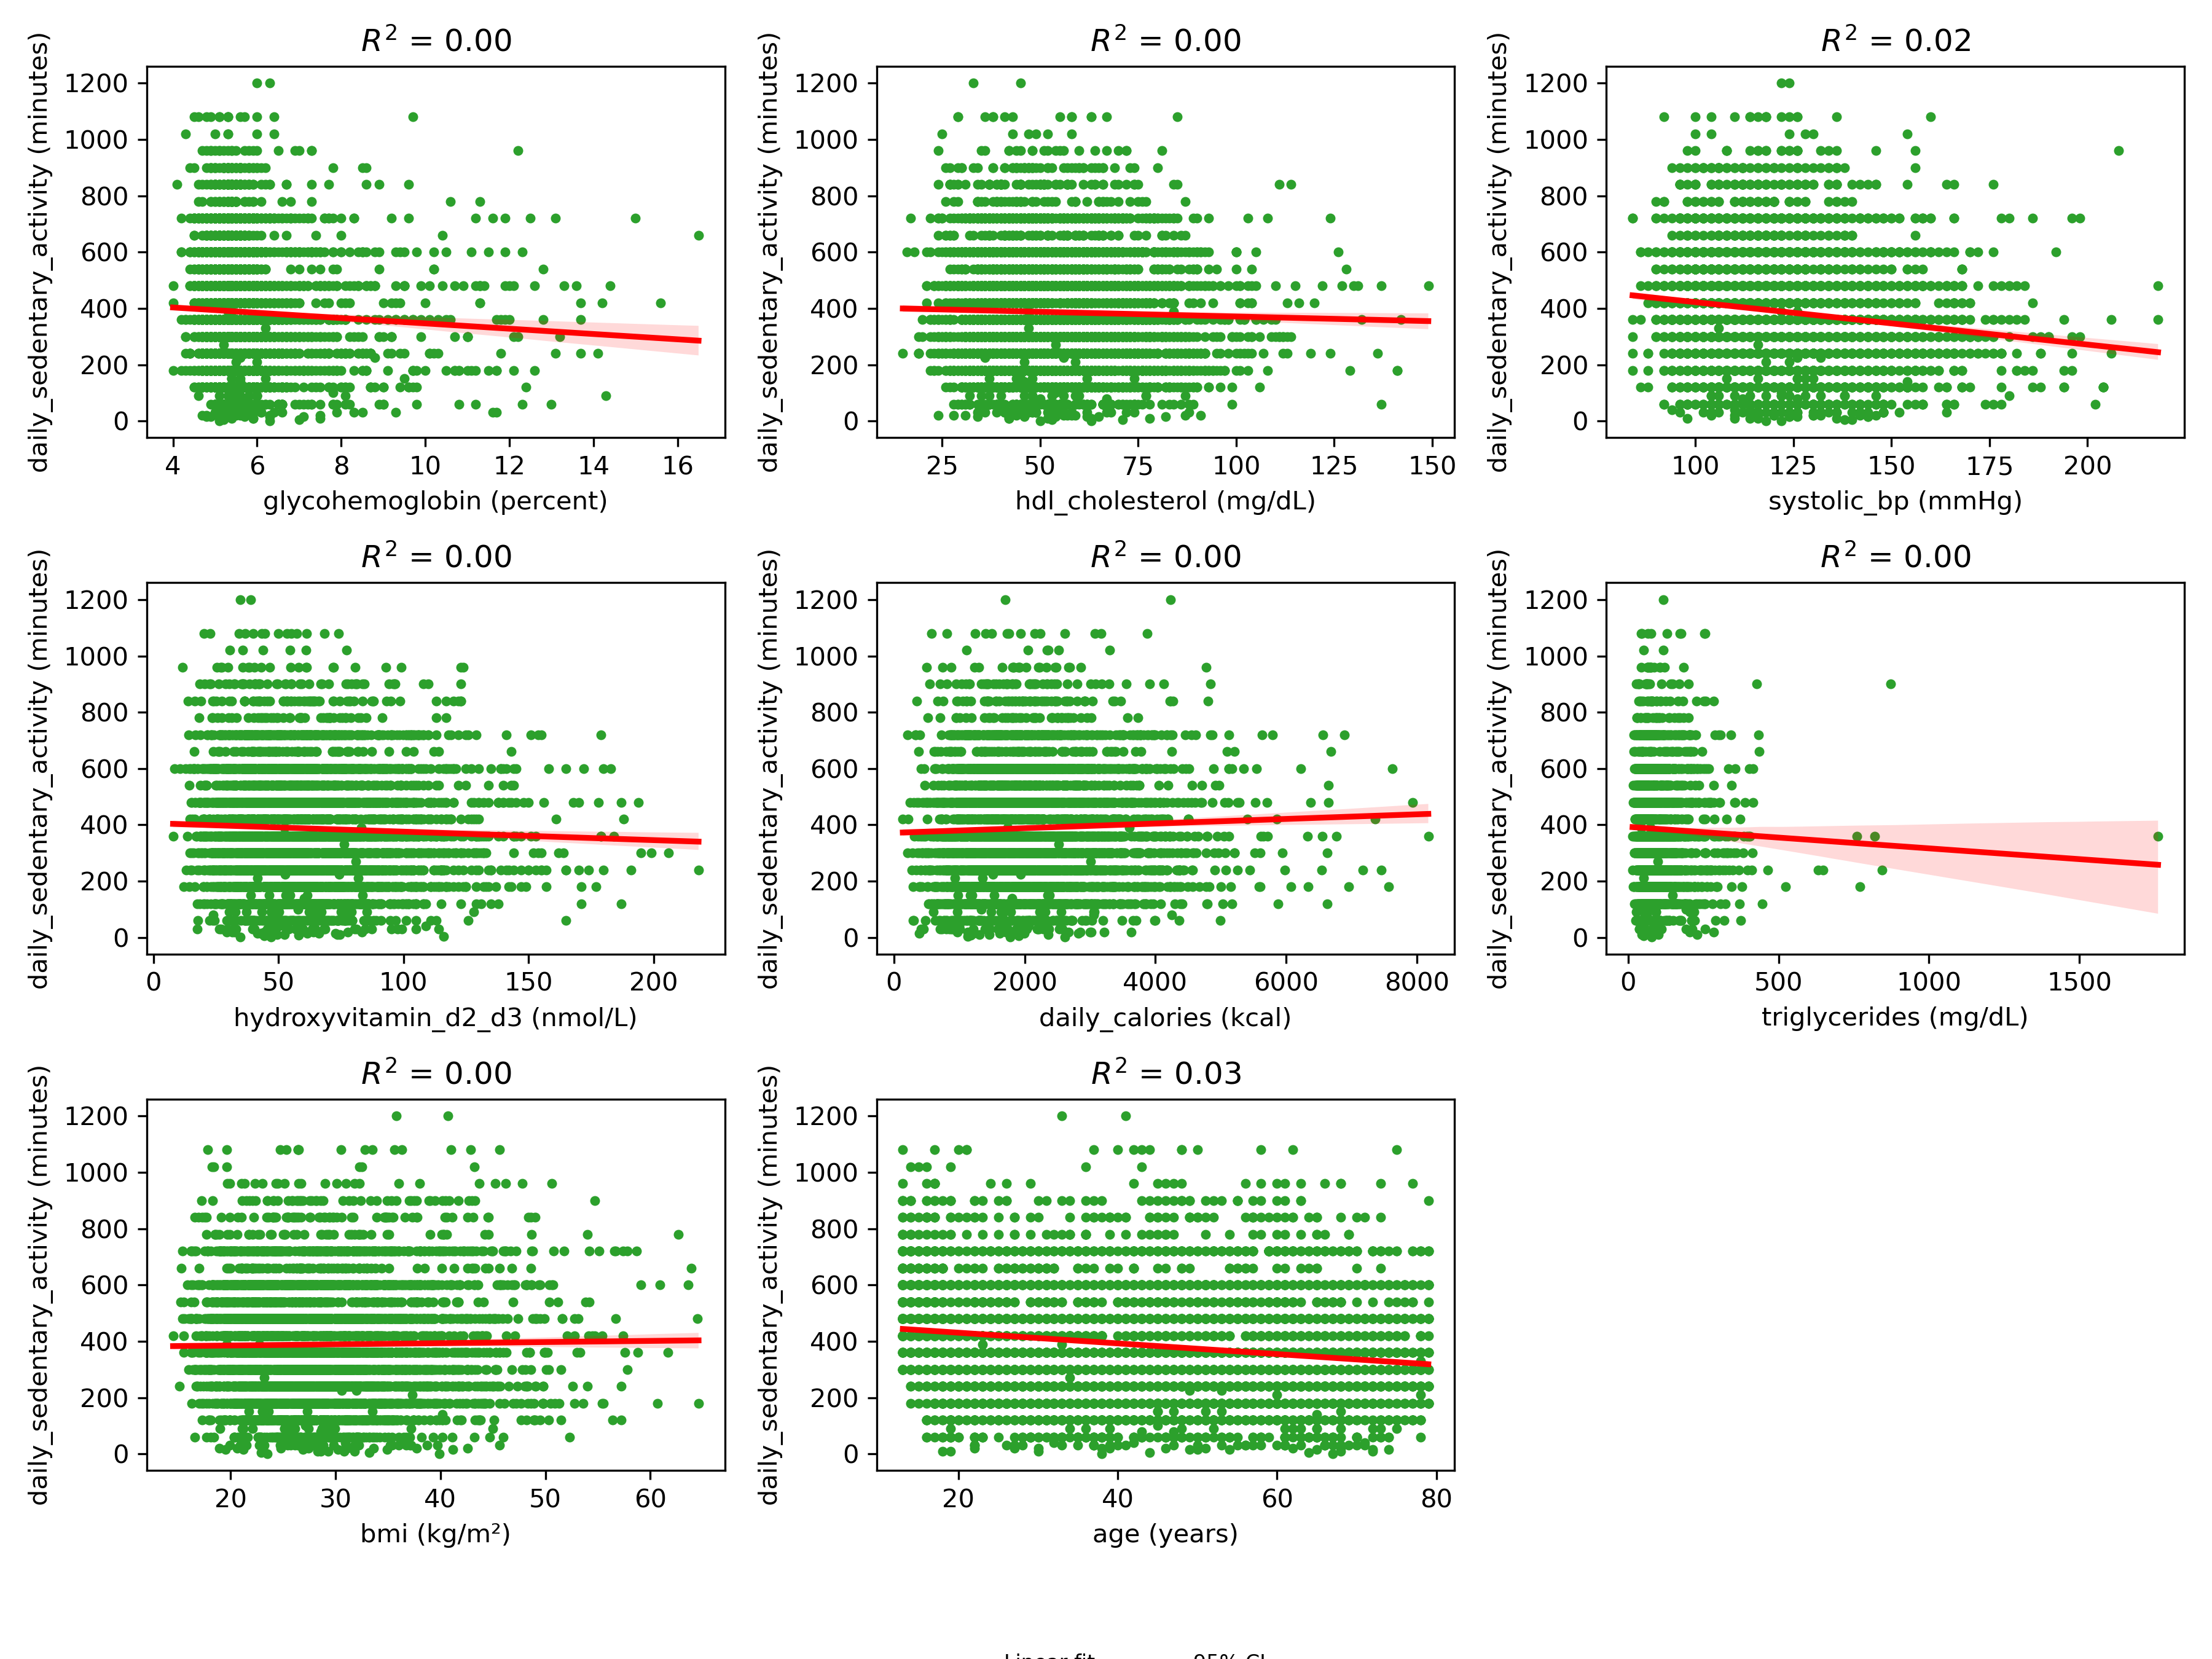 R² = 0.00
daily_sedentary_activity (minutes)
1200
1000
800
600
400
200
0
4 6 8 10 12 14 16
glycohemoglobin (percent)
R² = 0.00
daily_sedentary_activity (minutes)
1200
1000
800
600
400
200
0
25 50 75 100 125 150
hdl_cholesterol (mg/dL)
R² = 0.02
daily_sedentary_activity (minutes)
1200
1000
800
600
400
200
0
100 125 150 175 200
systolic_bp (mmHg)
R² = 0.00
daily_sedentary_activity (minutes)
1200
1000
800
600
400
200
0
0 50 100 150 200
hydroxyvitamin_d2_d3 (nmol/L)
R² = 0.00
daily_sedentary_activity (minutes)
1200
1000
800
600
400
200
0
0 2000 4000 6000 8000
daily_calories (kcal)
R² = 0.00
daily_sedentary_activity (minutes)
1200
1000
800
600
400
200
0
0 500 1000 1500
triglycerides (mg/dL)
R² = 0.00
daily_sedentary_activity (minutes)
1200
1000
800
600
400
200
0
20 30 40 50 60
bmi (kg/m²)
R² = 0.03
daily_sedentary_activity (minutes)
1200
1000
800
600
400
200
0
20 40 60 80
age (years)
Linear fit 95% CI